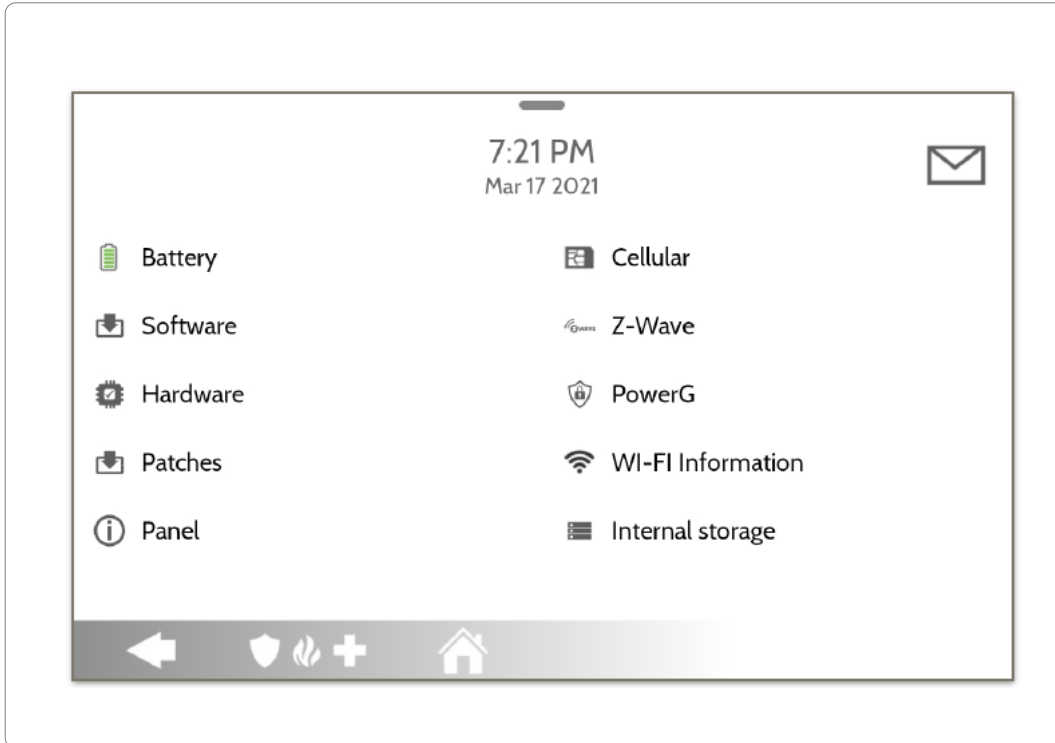 7:21 PM
Mar 17 2021
Battery
Cellular
Software
Z-Wave
Hardware
PowerG
Patches
WI-FI Information
Panel
Internal storage